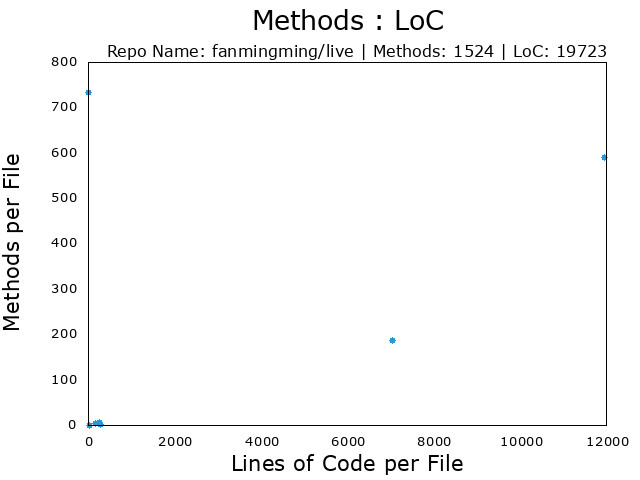 Methods : LoC
Repo Name: fanmingming/live | Methods: 1524 | LoC: 19723
800
700
600
500
400
300
200
100
0
Methods per File
0 2000 4000 6000 8000 10000 12000
Lines of Code per File